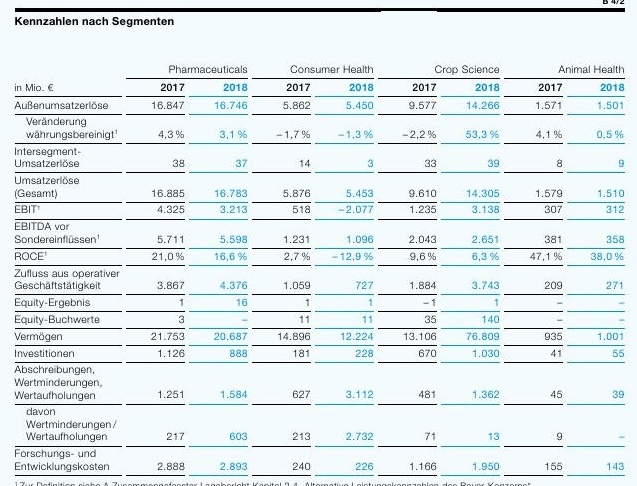 B 4/2
Kennzahlen nach Segmenten
Pharmaceuticals Consumer Health Crop Science Animal Health
in Mio. € 2017 2018 2017 2018 2017 2018 2017 2018
Außenumsatzerlöse 16.847 16.746 5.862 5.450 9.577 14.266 1.571 1.501
Veränderung
währungsbereinigt¹ 4,3 % 3,1 % – 1,7 % – 1,3 % – 2,2 % 53,3 % 4,1 % 0,5 %
Intersegment-
Umsatzerlöse 38 37 14 3 33 39 8 9
Umsatzerlöse
(Gesamt) 16.885 16.783 5.876 5.453 9.610 14.305 1.579 1.510
EBIT¹ 4.325 3.213 518 – 2.077 1.235 3.138 307 312
EBITDA vor
Sondereinflüssen¹ 5.711 5.598 1.231 1.096 2.043 2.651 381 358
ROCE¹ 21,0 % 16,6 % 2,7 % – 12,9 % 9,6 % 6,3 % 47,1 % 38,0 %
Zufluss aus operativer
Geschäftstätigkeit 3.867 4.376 1.059 727 1.884 3.743 209 271
Equity-Ergebnis 1 16 1 1 – 1 1 – –
Equity-Buchwerte 3 – 11 11 35 140 – –
Vermögen 21.753 20.687 14.896 12.224 13.106 76.809 935 1.001
Investitionen 1.126 888 181 228 670 1.030 41 55
Abschreibungen,
Wertminderungen,
Wertaufholungen 1.251 1.584 627 3.112 481 1.362 45 39
davon
Wertminderungen /
Wertaufholungen 217 603 213 2.732 71 13 9 –
Forschungs- und
Entwicklungskosten 2.888 2.893 240 226 1.166 1.950 155 143
¹ Zur Definition siehe A Zusammengefasster Lagebericht Kapitel 2.4 „Alternative Leistungskennzahlen des Bayer-Konzerns“